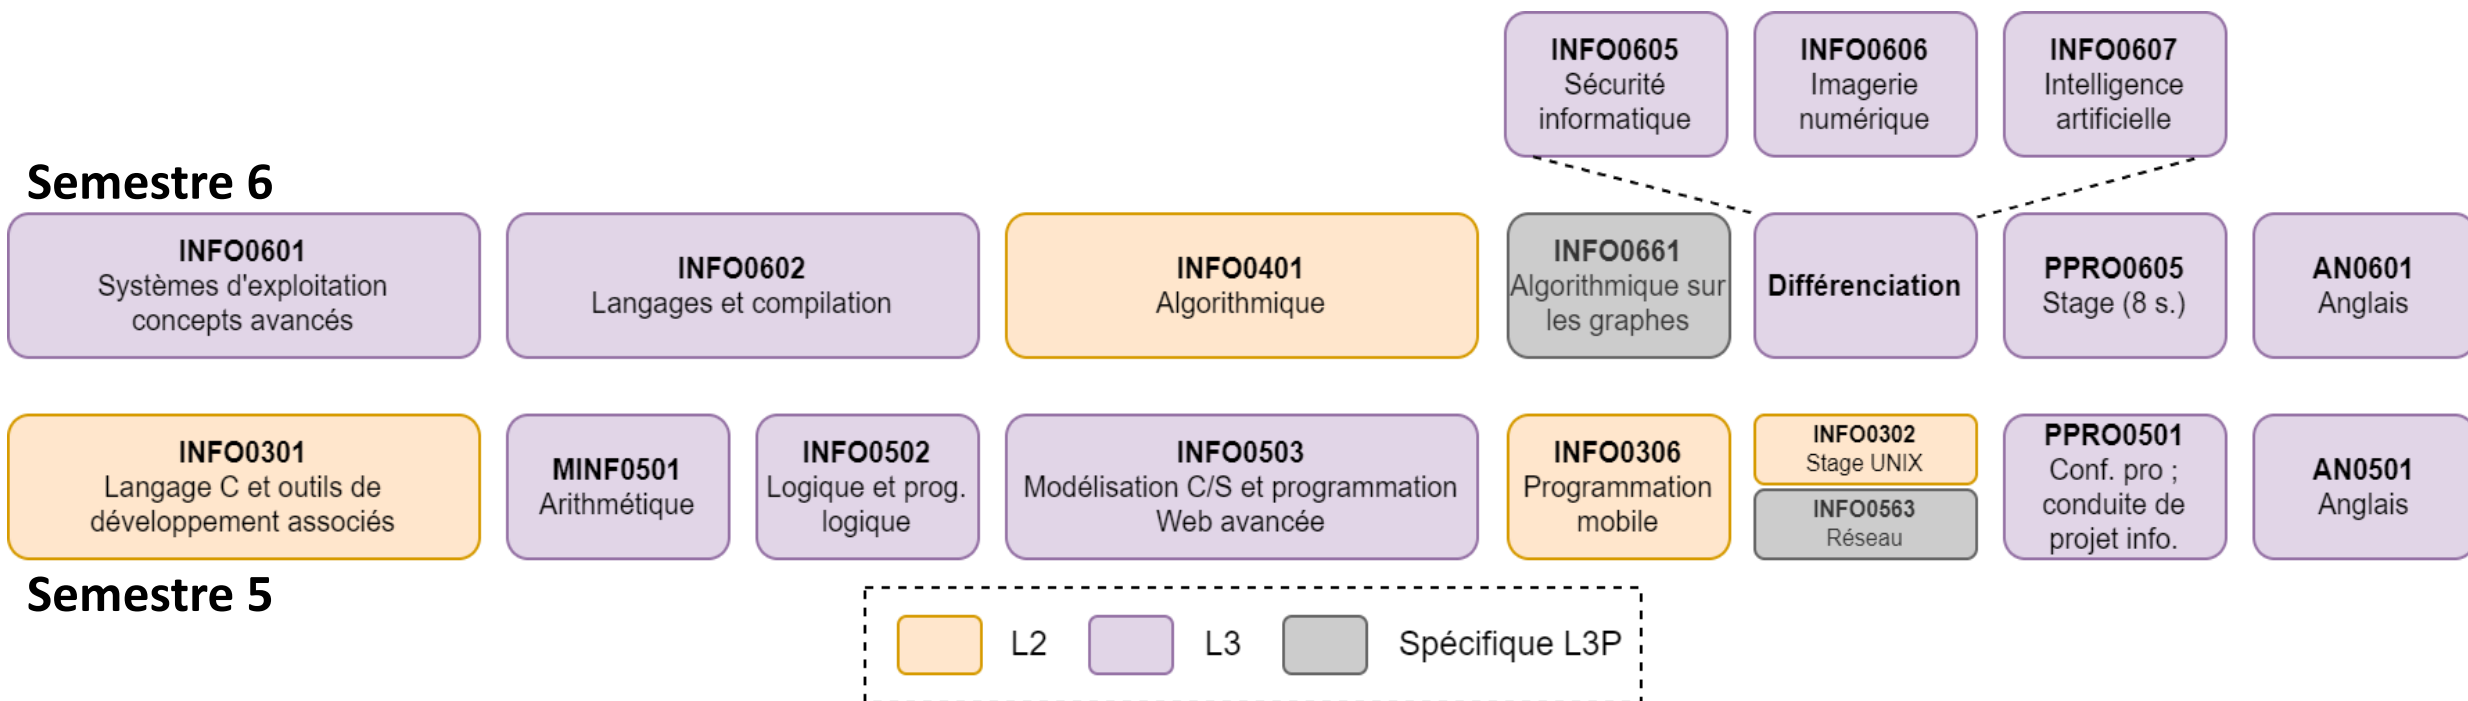 INFO0605
Sécurité
informatique
INFO0606
Imagerie
numérique
INFO0607
Intelligence
artificielle
Semestre 6
INFO0601
Systèmes d'exploitation
concepts avancés
INFO0602
Langages et compilation
INFO0401
Algorithmique
INFO0661
Algorithmique sur
les graphes
Différenciation
PPRO0605
Stage (8 s.)
AN0601
Anglais
INFO0301
Langage C et outils de
développement associés
MINF0501
Arithmétique
INFO0502
Logique et prog.
logique
INFO0503
Modélisation C/S et programmation
Web avancée
INFO0306
Programmation
mobile
INFO0302
Stage UNIX
INFO0563
Réseau
PPRO0501
Conf. pro ;
conduite de
projet info.
AN0501
Anglais
Semestre 5
L2
L3
Spécifique L3P